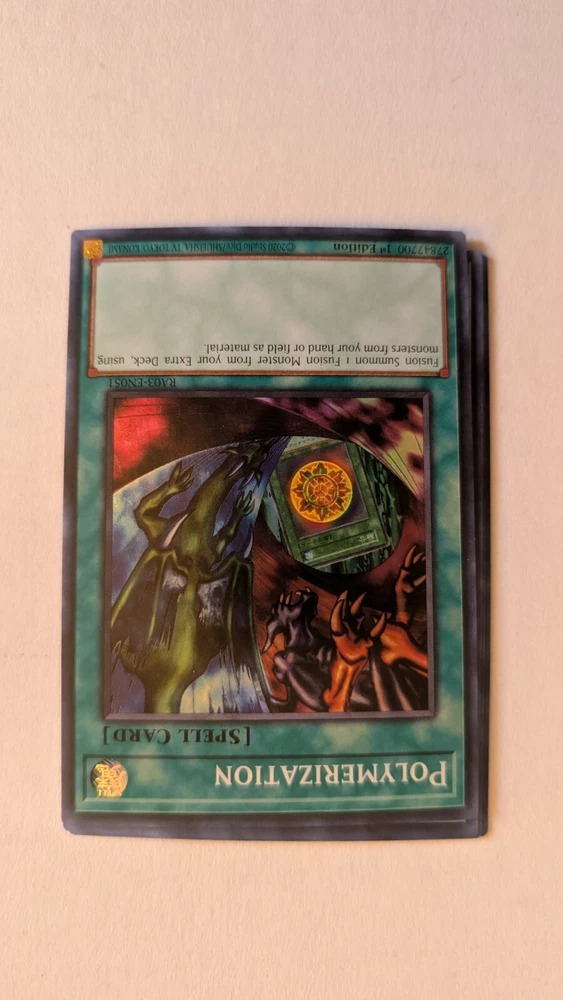 POLYMERIZATION
[SPELL CARD]
RA03-EN051
Fusion Summon 1 Fusion Monster from your Extra Deck, using
monsters from your hand or field as material.
27847700 1st Edition ©2020 Studio Dice/SHUEISHA, TV TOKYO, KONAMI